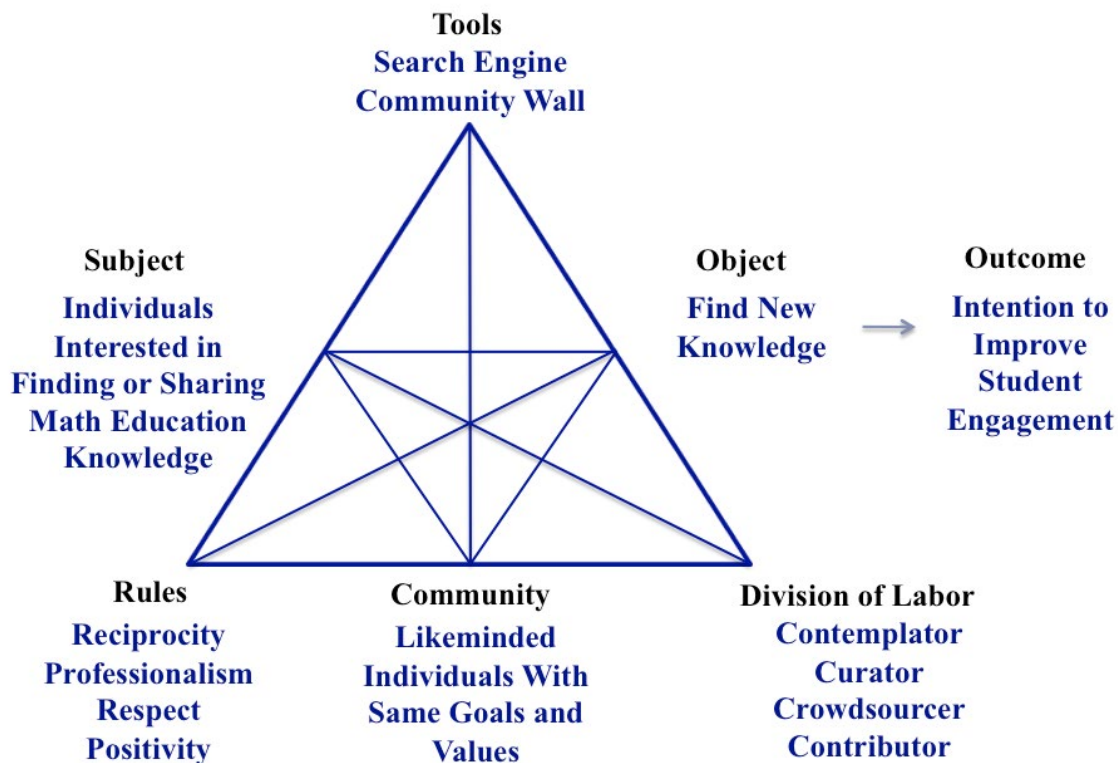 Tools
Search Engine
Community Wall
Subject
Individuals
Interested in
Finding or Sharing
Math Education
Knowledge
Object
Find New
Knowledge
Outcome
Intention to
Improve
Student
Engagement
Rules
Reciprocity
Professionalism
Respect
Positivity
Community
Likeminded
Individuals With
Same Goals and
Values
Division of Labor
Contemplator
Curator
Crowdsourcer
Contributor